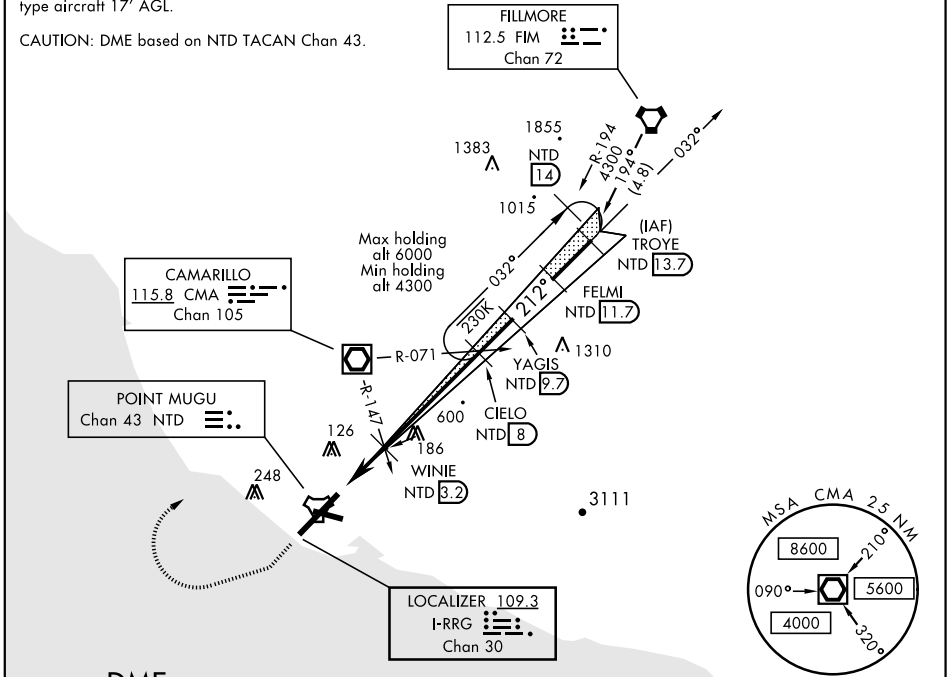 type aircraft 17' AGL.
CAUTION: DME based on NTD TACAN Chan 43.
FILLMORE
112.5 FIM
Chan 72
1855
1383
NTD
14
1015
R-194
4300
194°
(4.8)
032°
(IAF)
TROYE
NTD 13.7
Max holding
alt 6000
Min holding
alt 4300
032°
230K
212°
FELMI
NTD 11.7
CAMARILLO
115.8 CMA
Chan 105
R-071
1310
YAGIS
NTD 9.7
R-147
POINT MUGU
Chan 43 NTD
600
CIELO
NTD 8
126
186
WINIE
NTD 3.2
248
3111
MSA CMA 25 NM
8600
210°
090°
5600
4000
320°
LOCALIZER 109.3
I-RRG
Chan 30